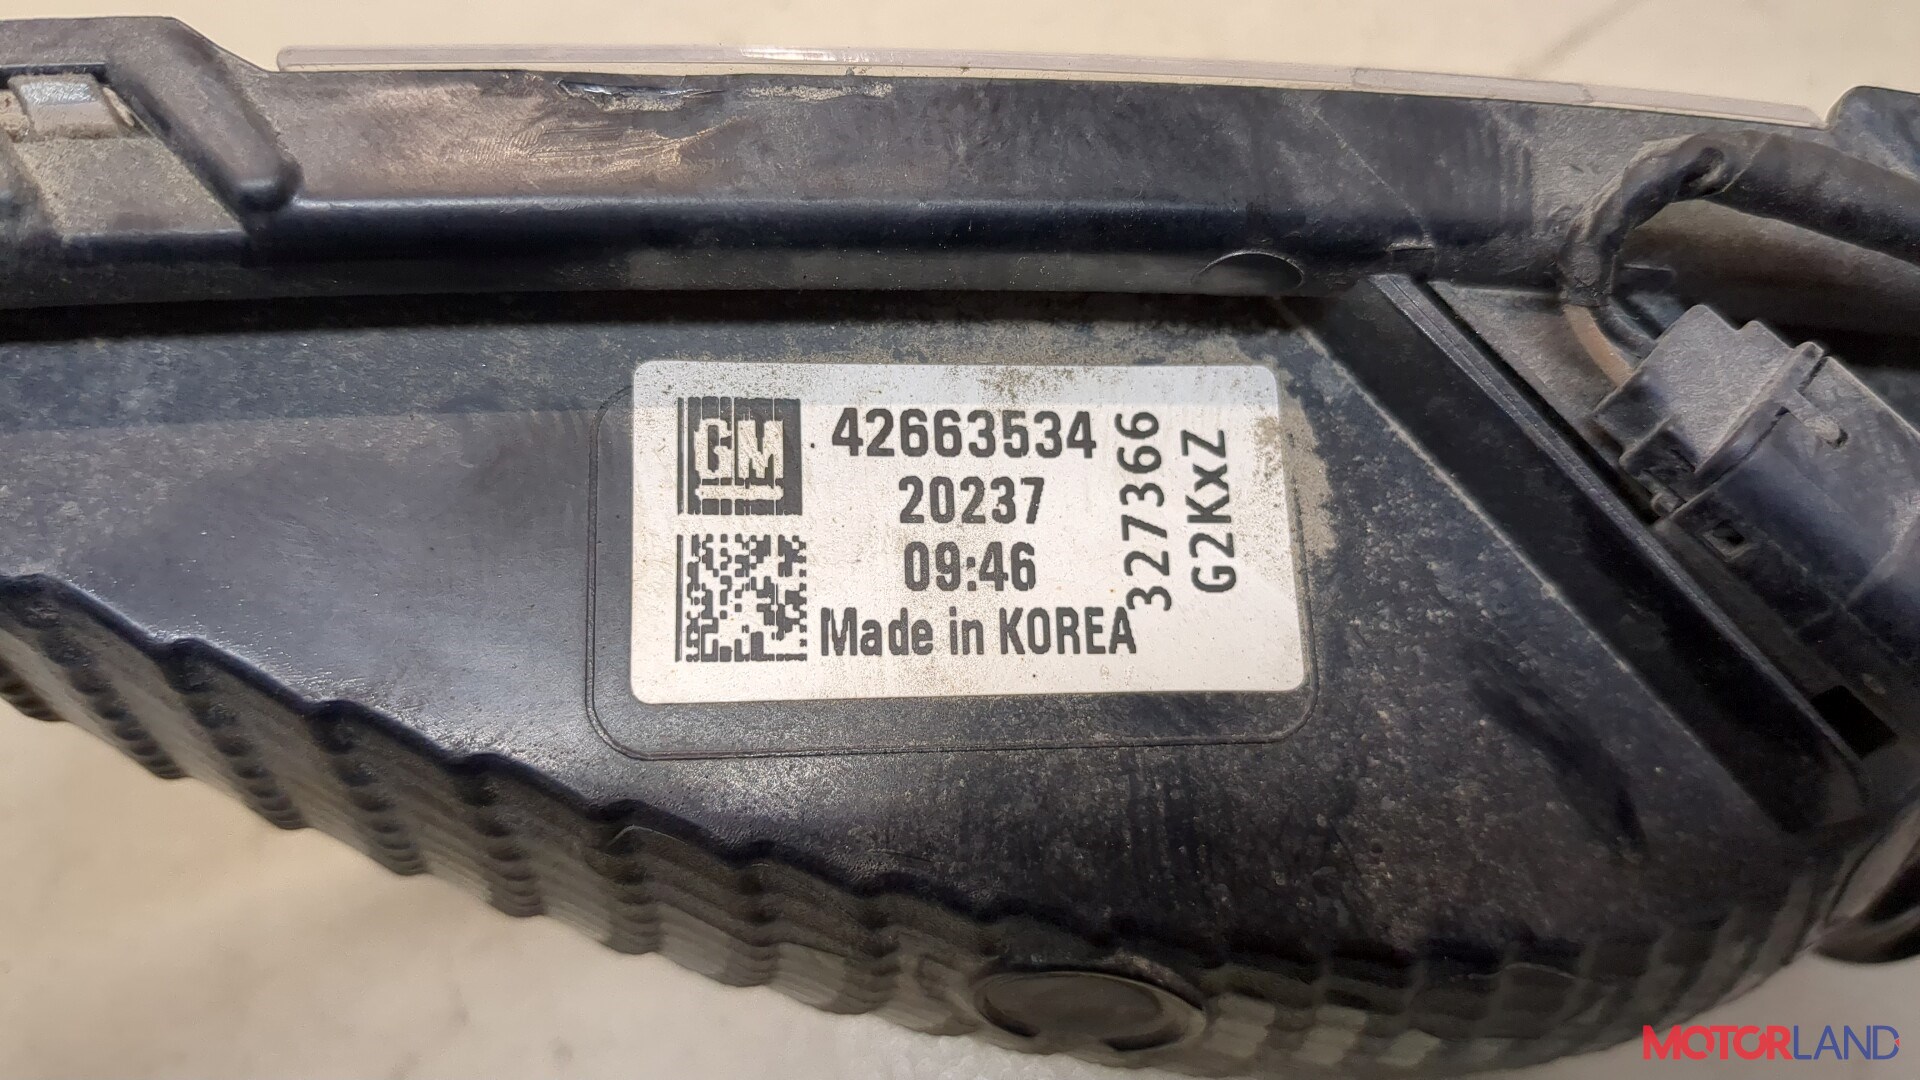 GM
42663534
20237
09:46
Made in KOREA
327366
G2KxZ
MOTORLAND